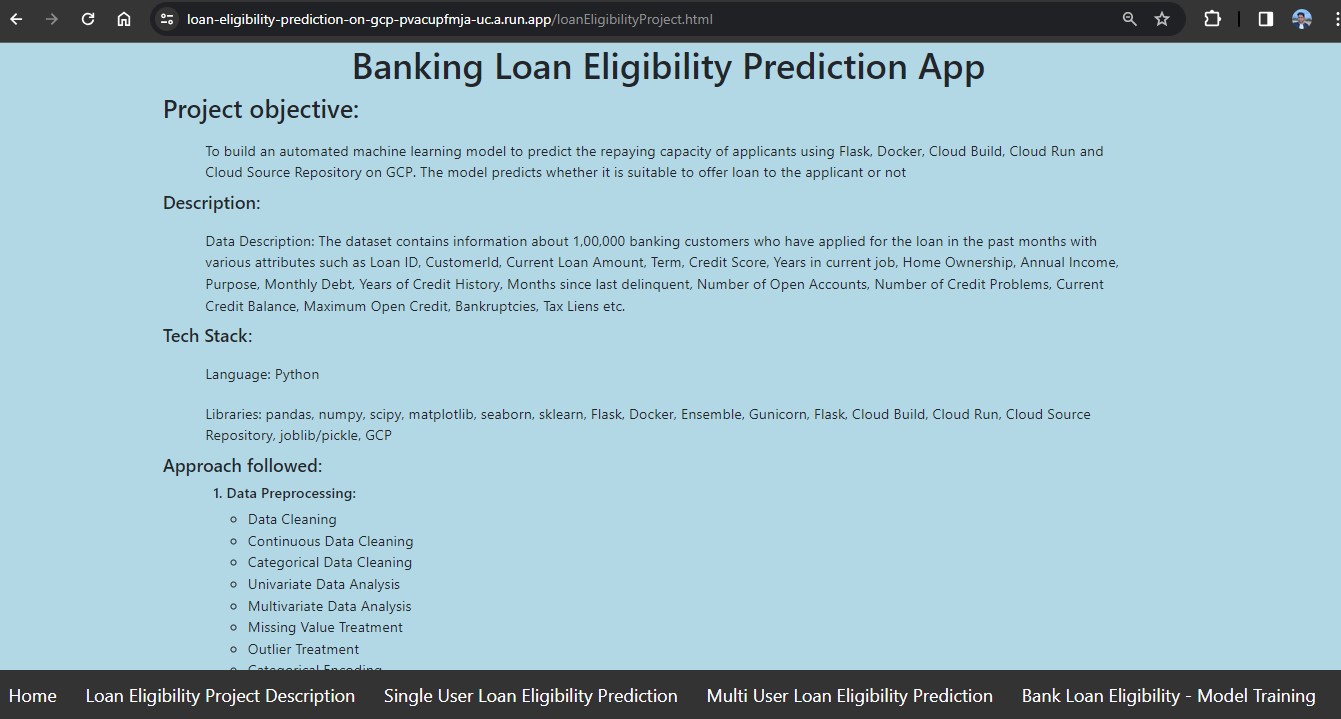 loan-eligibility-prediction-on-gcp-pvacupfmja-uc.a.run.app/loanEligibilityProject.html
Banking Loan Eligibility Prediction App
Project objective:
To build an automated machine learning model to predict the repaying capacity of applicants using Flask, Docker, Cloud Build, Cloud Run and
Cloud Source Repository on GCP. The model predicts whether it is suitable to offer loan to the applicant or not
Description:
Data Description: The dataset contains information about 1,00,000 banking customers who have applied for the loan in the past months with
various attributes such as Loan ID, CustomerId, Current Loan Amount, Term, Credit Score, Years in current job, Home Ownership, Annual Income,
Purpose, Monthly Debt, Years of Credit History, Months since last delinquent, Number of Open Accounts, Number of Credit Problems, Current
Credit Balance, Maximum Open Credit, Bankruptcies, Tax Liens etc.
Tech Stack:
Language: Python
Libraries: pandas, numpy, scipy, matplotlib, seaborn, sklearn, Flask, Docker, Ensemble, Gunicorn, Flask, Cloud Build, Cloud Run, Cloud Source
Repository, joblib/pickle, GCP
Approach followed:
1. Data Preprocessing:
Data Cleaning
Continuous Data Cleaning
Categorical Data Cleaning
Univariate Data Analysis
Multivariate Data Analysis
Missing Value Treatment
Outlier Treatment
Categorical Encoding
Home Loan Eligibility Project Description Single User Loan Eligibility Prediction Multi User Loan Eligibility Prediction Bank Loan Eligibility - Model Training